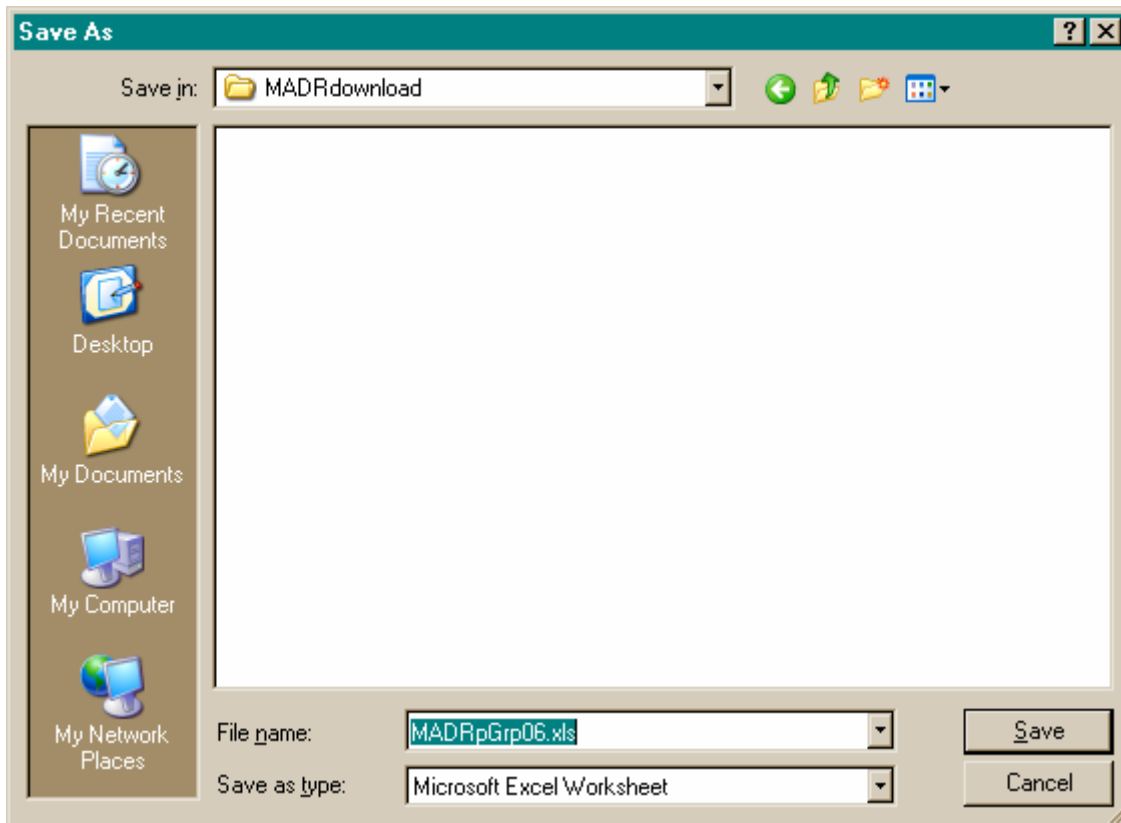 Save As
Save in:
MADRdownload
My Recent
Documents
Desktop
My Documents
My Computer
My Network
Places
File name:
MADRpGrp06.xls
Save
Save as type:
Microsoft Excel Worksheet
Cancel